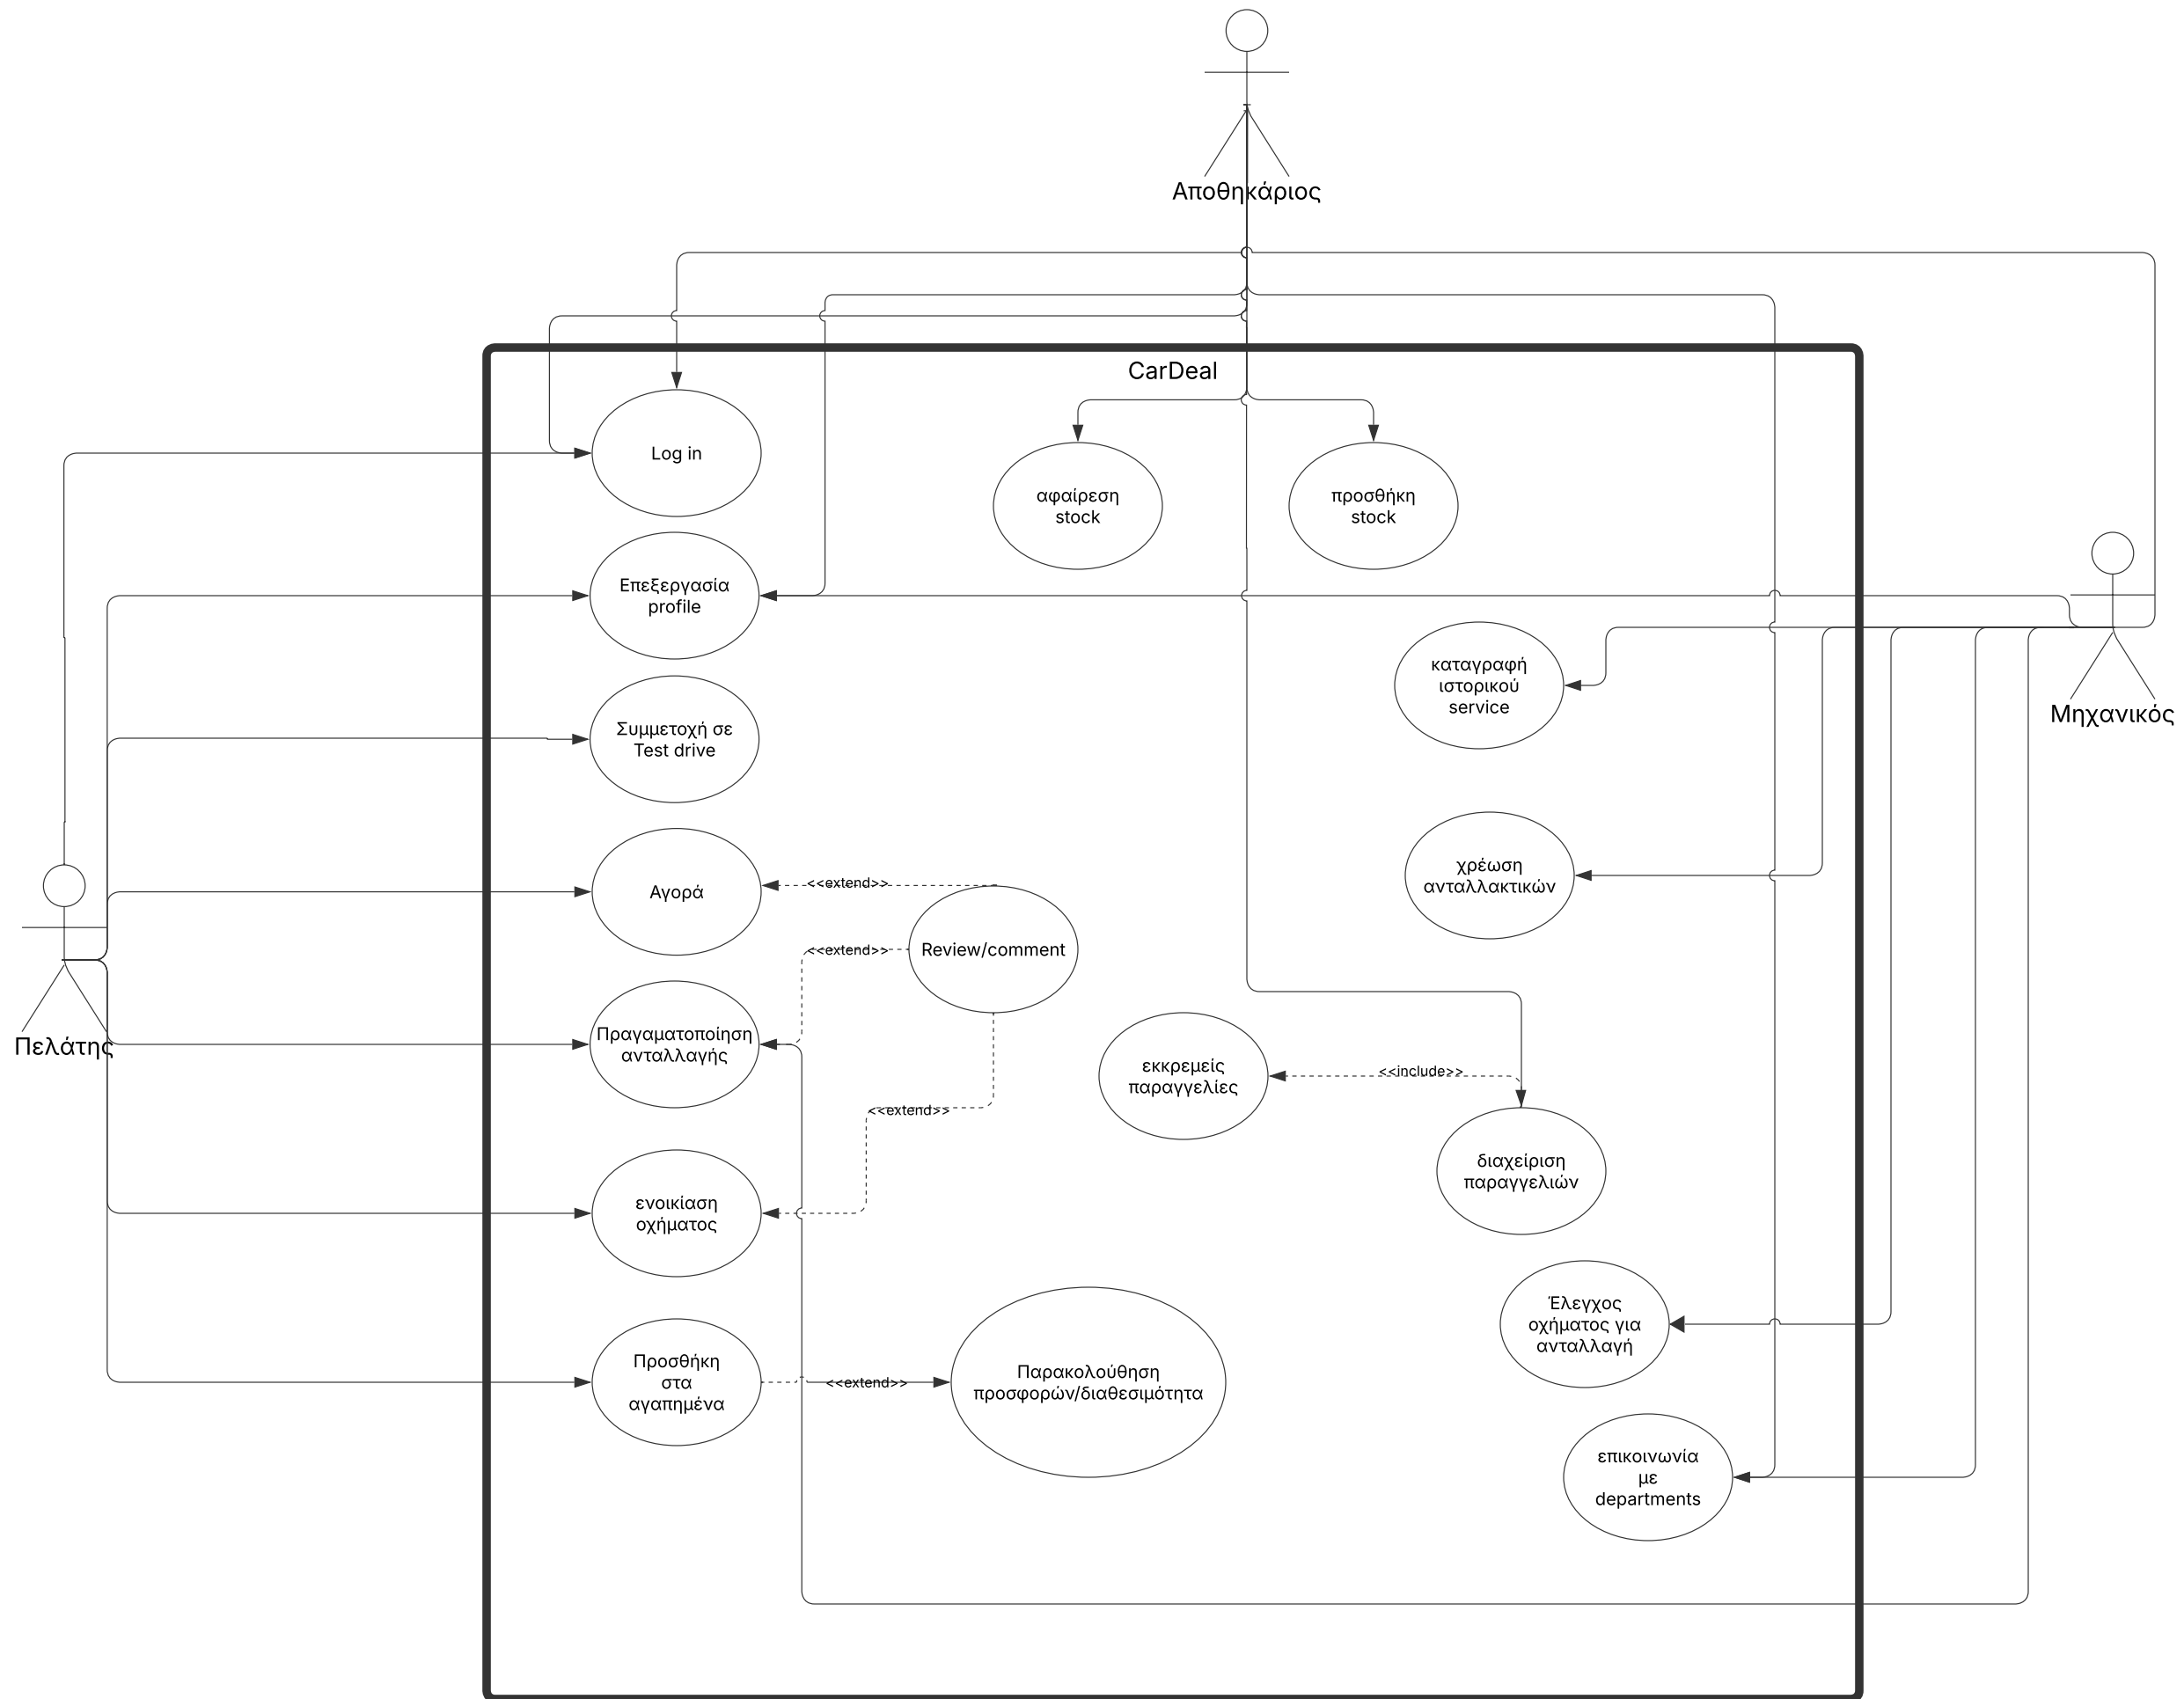 Αποθηκάριος
CarDeal
Log in
αφαίρεση
stock
προσθήκη
stock
Επεξεργασία
profile
καταγραφή
ιστορικού
service
Μηχανικός
Συμμετοχή σε
Test drive
Αγορά
<<extend>>
χρέωση
ανταλλακτικών
<<extend>>
Review/comment
Πελάτης
Πραγαματοποίηση
ανταλλαγής
εκκρεμείς
παραγγελίες
<<include>>
<<extend>>
διαχείριση
παραγγελιών
ενοικίαση
οχήματος
Έλεγχος
οχήματος για
ανταλλαγή
Προσθήκη
στα
αγαπημένα
<<extend>>
Παρακολούθηση
προσφορών/διαθεσιμότητα
επικοινωνία
με
departments